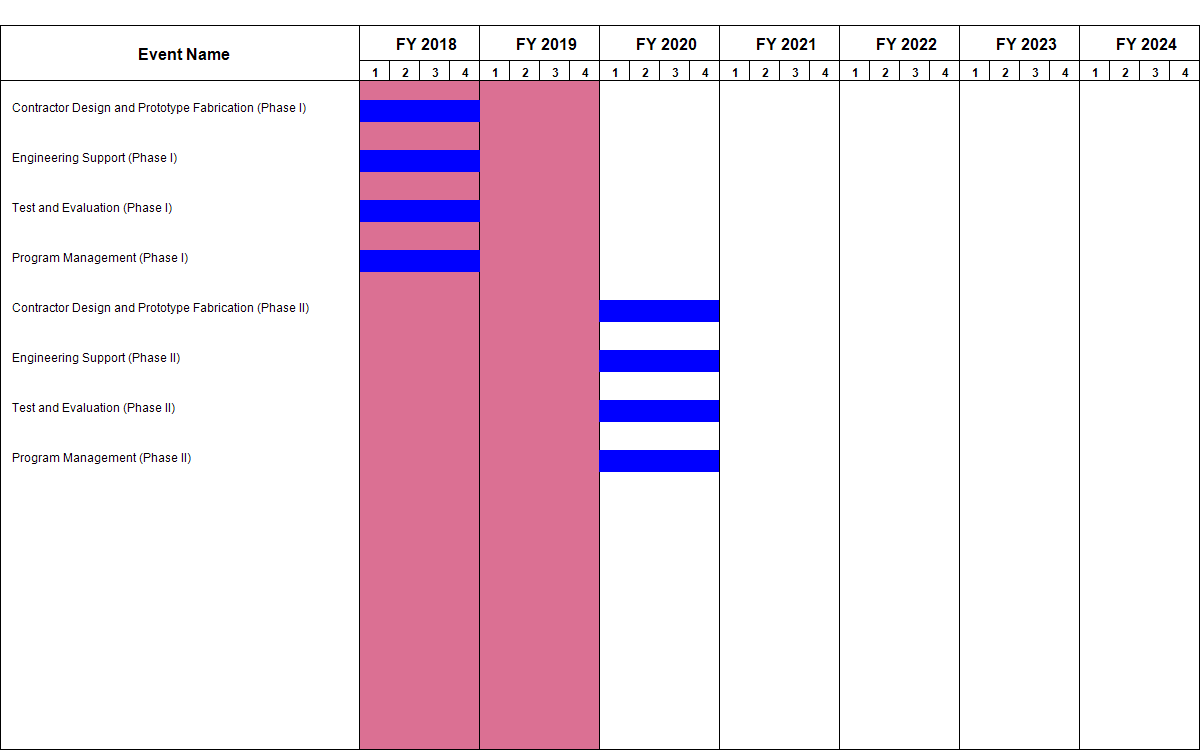 Event Name
FY 2018 FY 2019 FY 2020 FY 2021 FY 2022 FY 2023 FY 2024
1 2 3 4 1 2 3 4 1 2 3 4 1 2 3 4 1 2 3 4 1 2 3 4 1 2 3 4
Contractor Design and Prototype Fabrication (Phase I)
Engineering Support (Phase I)
Test and Evaluation (Phase I)
Program Management (Phase I)
Contractor Design and Prototype Fabrication (Phase II)
Engineering Support (Phase II)
Test and Evaluation (Phase II)
Program Management (Phase II)